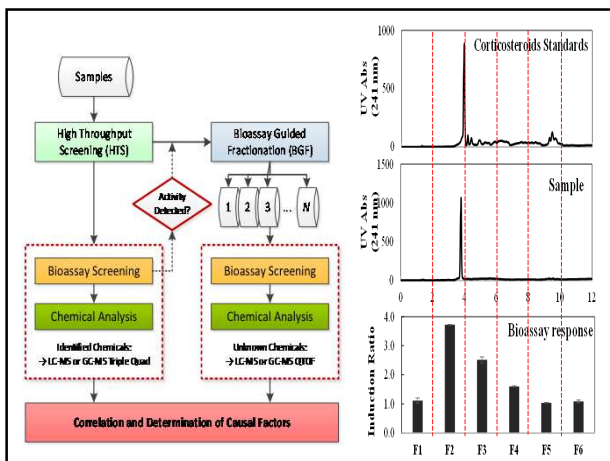 Samples
High Throughput
Screening (HTS)
Bioassay Guided
Fractionation (BGF)
Activity
Detected?
1 2 3 ... N
Bioassay Screening
Chemical Analysis
Identified Chemicals:
→ LC-MS or GC-MS Triple Quad
Bioassay Screening
Chemical Analysis
Unknown Chemicals:
→ LC-MS or GC-MS QTOF
Correlation and Determination of Causal Factors
Corticosteroids Standards
UV Abs
(241 nm)
1000
500
0
Sample
UV Abs
(241 nm)
1500
1000
500
0
0 2 4 6 8 10 12
Bioassay response
Induction Ratio
4.0
3.0
2.0
1.0
0.0
F1 F2 F3 F4 F5 F6